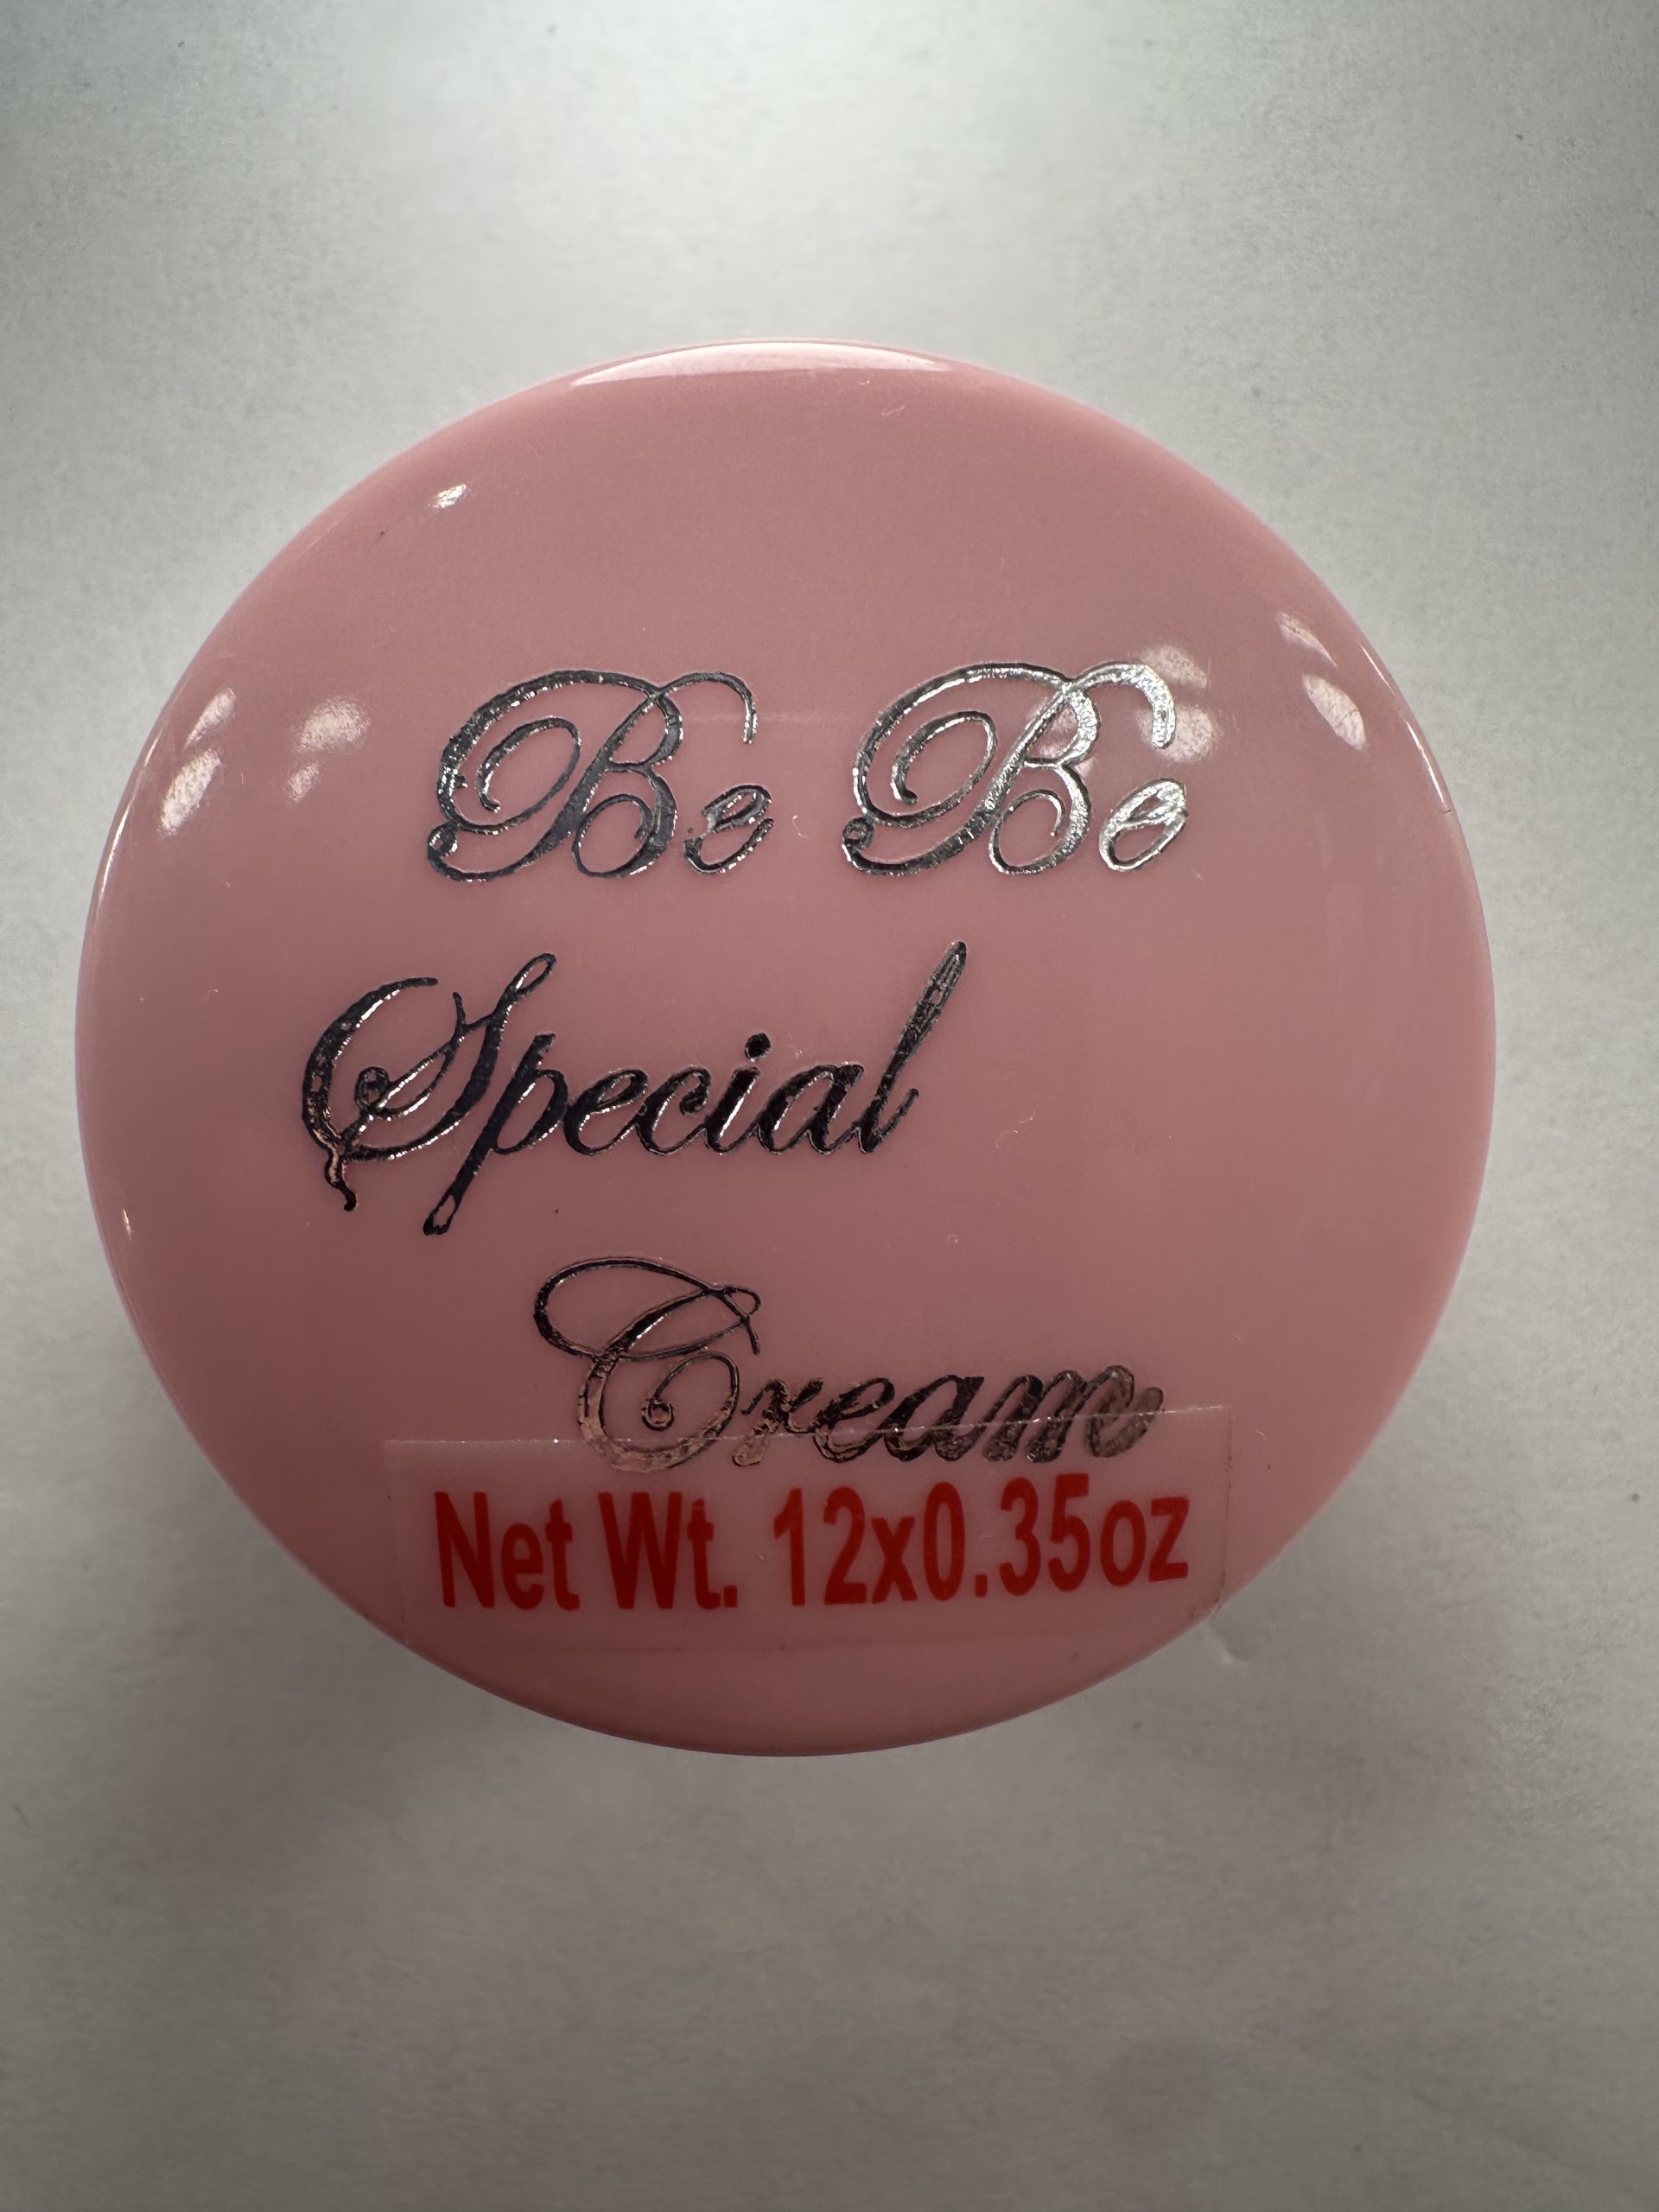 Be Be
Special
Cream
Net Wt. 12x0.35oz